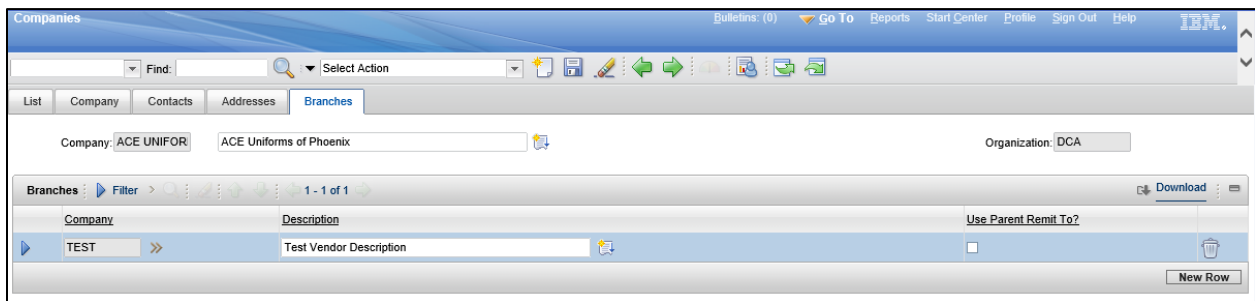 Companies Bulletins: (0) Go To Reports Start Center Profile Sign Out Help IBM.
Find: Select Action
List Company Contacts Addresses Branches
Company: ACE UNIFOR ACE Uniforms of Phoenix Organization: DCA
Branches Filter 1 - 1 of 1 Download
Company Description Use Parent Remit To?
TEST Test Vendor Description
New Row